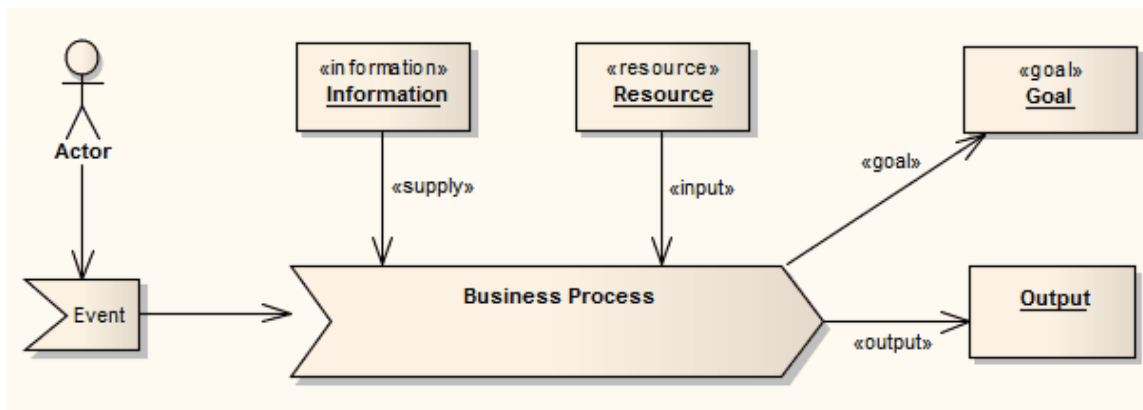 «information»
Information
«resource»
Resource
«goal»
Goal
Actor
«supply»
«input»
«goal»
Event
Business Process
Output
«output»